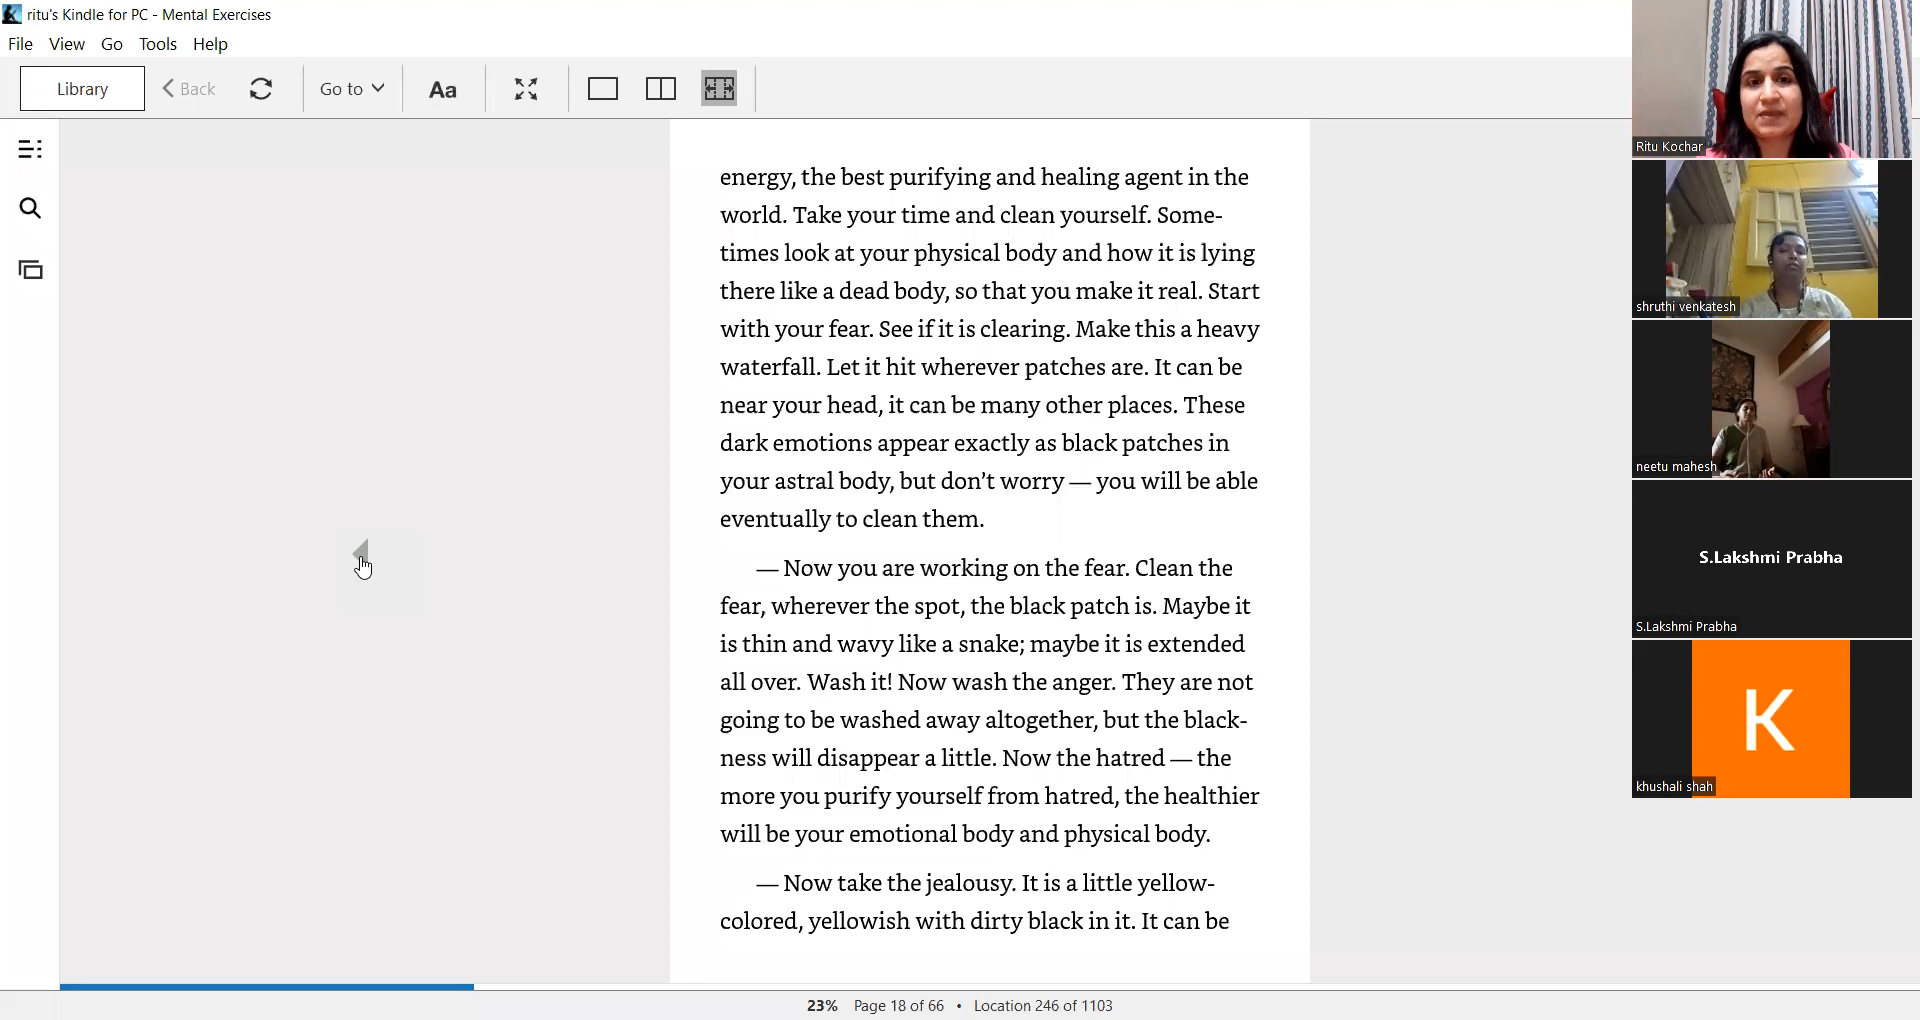 ritu's Kindle for PC - Mental Exercises
File View Go Tools Help
Library Back Go to Aa
energy, the best purifying and healing agent in the
world. Take your time and clean yourself. Some-
times look at your physical body and how it is lying
there like a dead body, so that you make it real. Start
with your fear. See if it is clearing. Make this a heavy
waterfall. Let it hit wherever patches are. It can be
near your head, it can be many other places. These
dark emotions appear exactly as black patches in
your astral body, but don’t worry — you will be able
eventually to clean them.
— Now you are working on the fear. Clean the
fear, wherever the spot, the black patch is. Maybe it
is thin and wavy like a snake; maybe it is extended
all over. Wash it! Now wash the anger. They are not
going to be washed away altogether, but the black-
ness will disappear a little. Now the hatred — the
more you purify yourself from hatred, the healthier
will be your emotional body and physical body.
— Now take the jealousy. It is a little yellow-
colored, yellowish with dirty black in it. It can be
23% Page 18 of 66 • Location 246 of 1103
Ritu Kochar
shruthi venkatesh
neetu mahesh
S.Lakshmi Prabha
S.Lakshmi Prabha
K
khushali shah